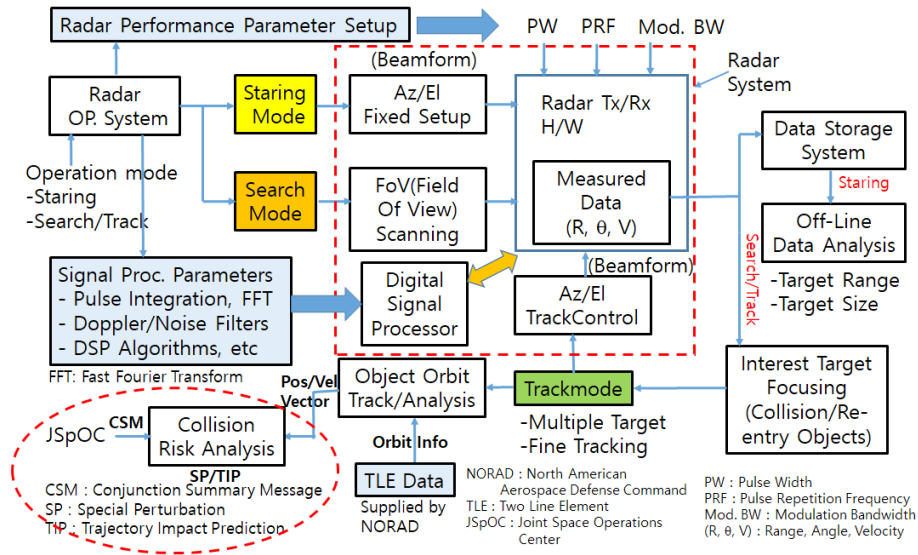 Radar Performance Parameter Setup
PW PRF Mod. BW
(Beamform)
Radar
System
Radar
OP. System
Staring
Mode
Az/El
Fixed Setup
Radar Tx/Rx
H/W
Data Storage
System
Operation mode
-Staring
-Search/Track
Search
Mode
FoV(Field
Of View)
Scanning
Measured
Data
(R, θ, V)
Staring
Off-Line
Data Analysis
-Target Range
-Target Size
Search/Track
Signal Proc. Parameters
- Pulse Integration, FFT
- Doppler/Noise Filters
- DSP Algorithms, etc
FFT: Fast Fourier Transform
Digital
Signal
Processor
(Beamform)
Az/El
TrackControl
Pos/Vel
Vector
Object Orbit
Track/Analysis
Trackmode
-Multiple Target
-Fine Tracking
Interest Target
Focusing
(Collision/Re-
entry Objects)
JSpOC
CSM
Collision
Risk Analysis
SP/TIP
Orbit Info
TLE Data
Supplied by
NORAD
CSM : Conjunction Summary Message
SP : Special Perturbation
TIP : Trajectory Impact Prediction
NORAD : North American
Aerospace Defense Command
TLE : Two Line Element
JSpOC : Joint Space Operations
Center
PW : Pulse Width
PRF : Pulse Repetition Frequency
Mod. BW : Modulation Bandwidth
(R, θ, V) : Range, Angle, Velocity